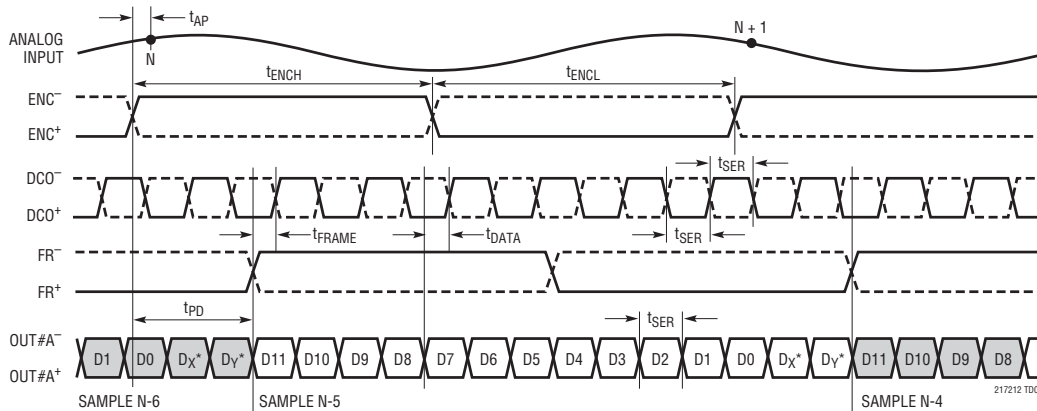 tAP
ANALOG INPUT
N
N + 1
tENCH
tENCL
ENC–
ENC+
tSER
DCO–
DCO+
tFRAME
tDATA
tSER
FR–
FR+
tPD
tSER
OUT#A–
OUT#A+
D1 D0 DX* DY* D11 D10 D9 D8 D7 D6 D5 D4 D3 D2 D1 D0 DX* DY* D11 D10 D9 D8
SAMPLE N-6
SAMPLE N-5
SAMPLE N-4